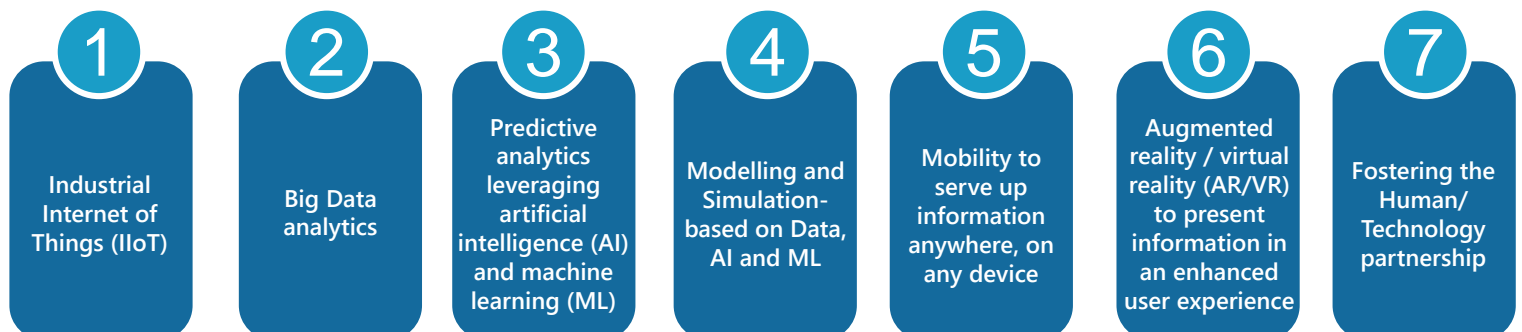 1
Industrial
Internet of
Things (IIoT)
2
Big Data
analytics
3
Predictive
analytics
leveraging
artificial
intelligence (AI)
and machine
learning (ML)
4
Modelling and
Simulation-
based on Data,
AI and ML
5
Mobility to
serve up
information
anywhere, on
any device
6
Augmented
reality / virtual
reality (AR/VR)
to present
information in
an enhanced
user experience
7
Fostering the
Human/
Technology
partnership